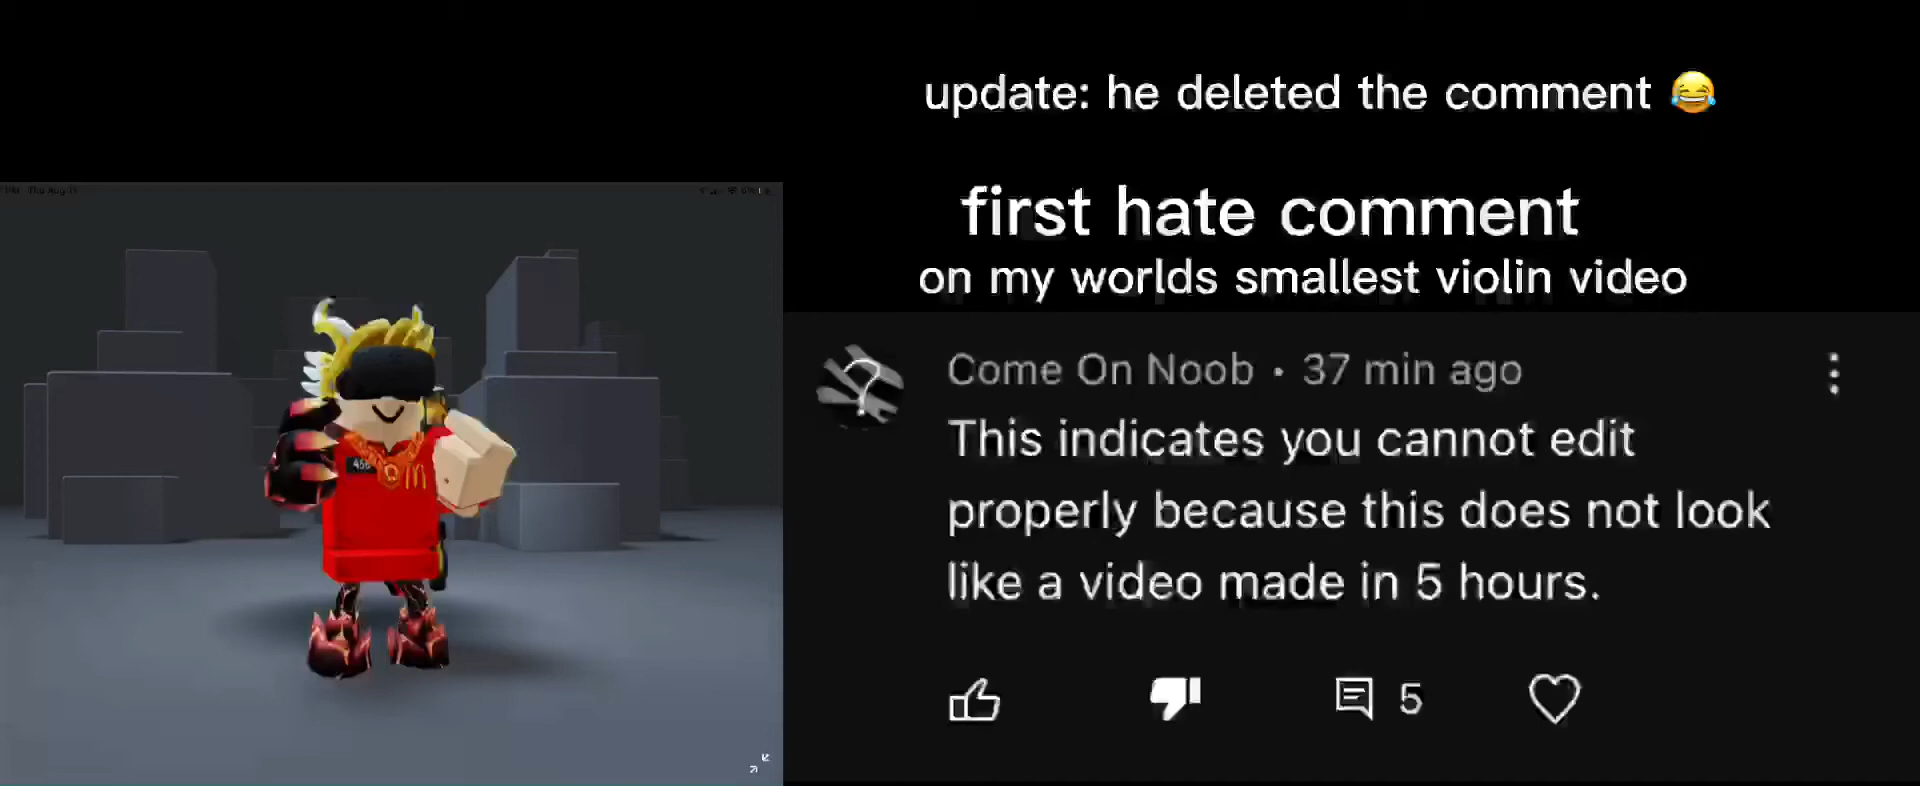 update: he deleted the comment 😂
first hate comment
on my worlds smallest violin video
Come On Noob • 37 min ago
This indicates you cannot edit
properly because this does not look
like a video made in 5 hours.
5